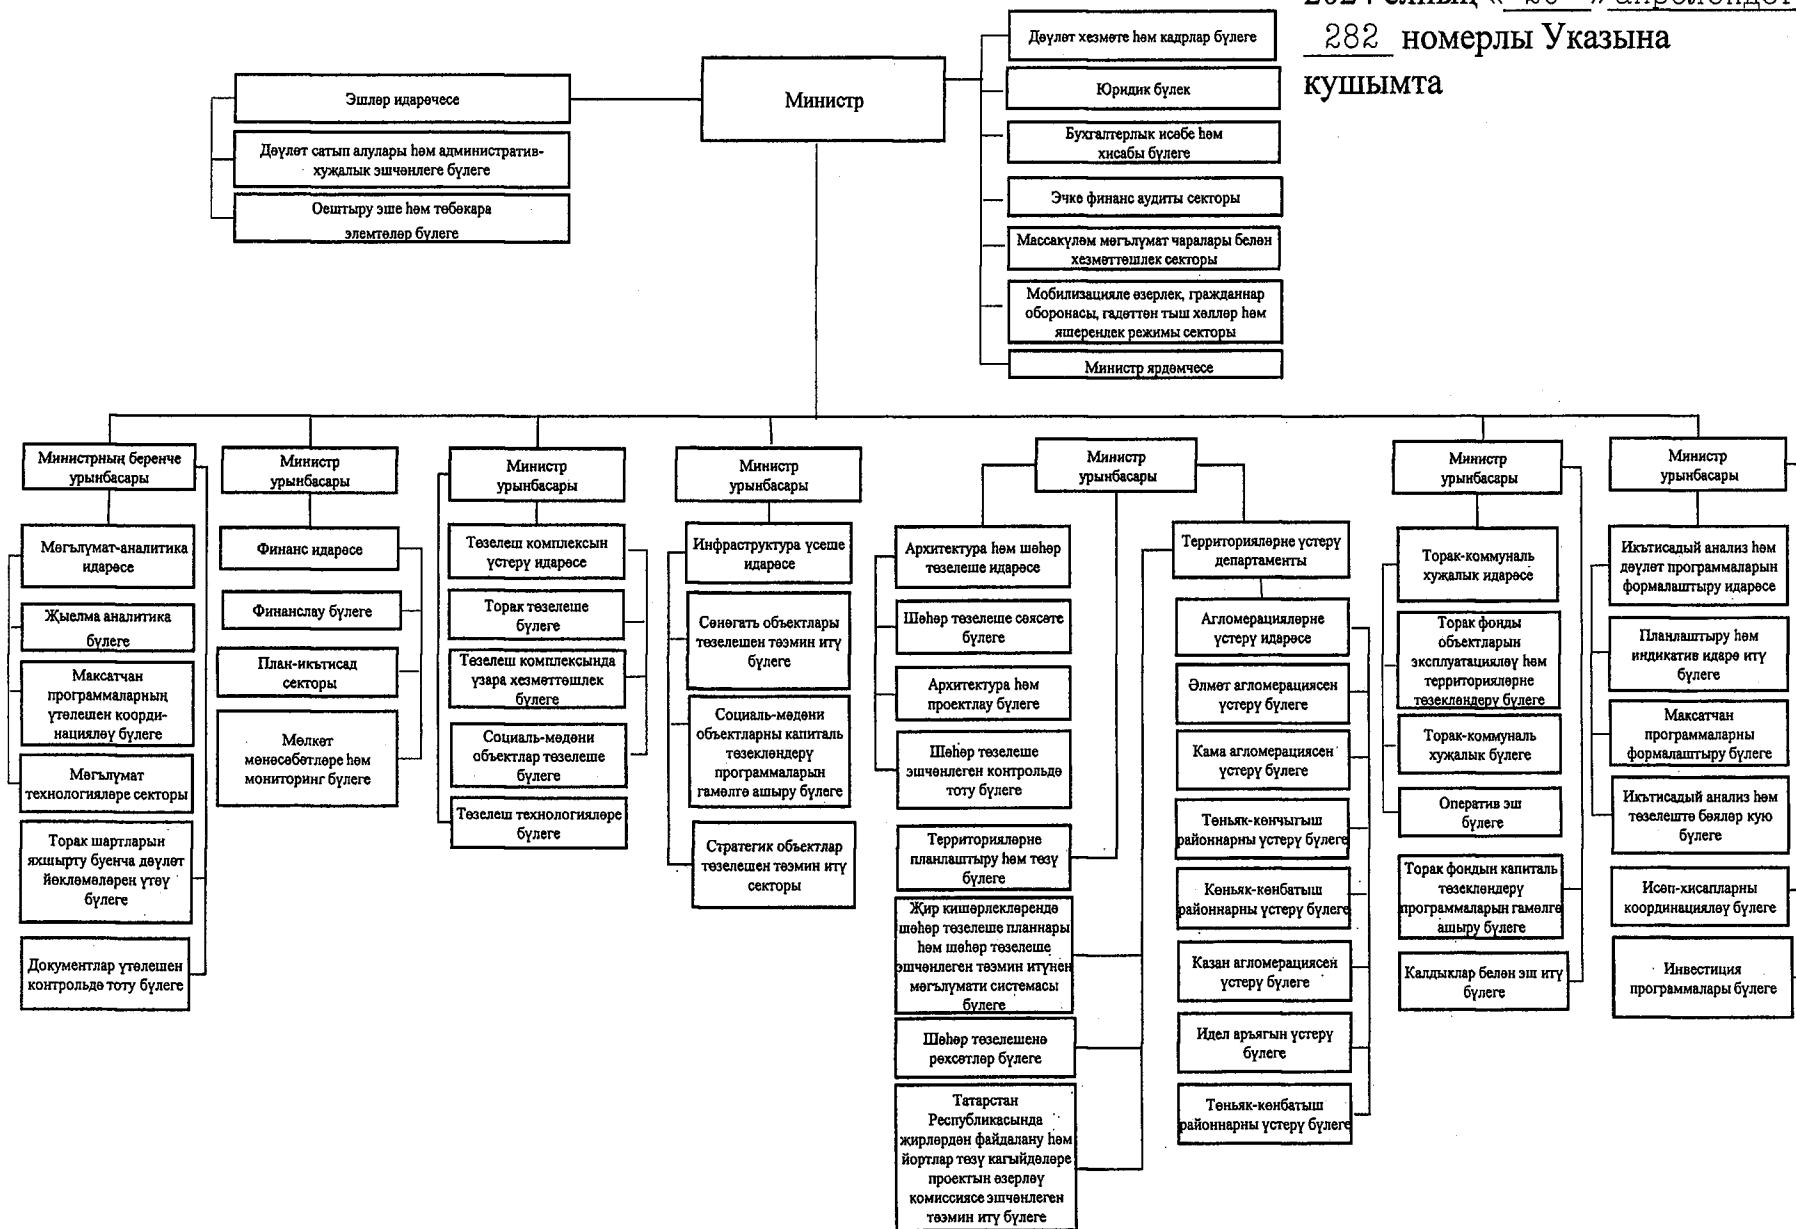 282 номерлы Указына
кушымта
Министр
Эшләр идарәчесе
Дәүләт сатып алулары һәм административ-
хуҗалык эшчәнлеге бүлеге
Оештыру эше һәм төбәкара
элемтәләр бүлеге
Дәүләт хезмәте һәм кадрлар бүлеге
Юридик бүлек
Бухгалтерлык исәбе һәм
хисабы бүлеге
Эчке финанс аудиты секторы
Массакүләм мәгълүмат чаралары белән
хезмәттәшлек секторы
Мобилизацияле әзерлек, гражданнар
оборонасы, гадәттән тыш хәлләр һәм
яшеренлек режимы секторы
Министр ярдәмчесе
Министрның беренче
урынбасары
Мәгълүмат-аналитика
идарәсе
Җыелма аналитика
бүлеге
Максатчан
программаларның
үтәлешен коорди-
нацияләү бүлеге
Мәгълүмат
технологияләре секторы
Торак шартларын
яхшырту буенча дәүләт
йөкләмәләрен үтәү
бүлеге
Документлар үтәлешен
контрольдә тоту бүлеге
Министр
урынбасары
Финанс идарәсе
Финанслау бүлеге
План-икътисад
секторы
Мөлкәт
мөнәсәбәтләре һәм
мониторинг бүлеге
Министр
урынбасары
Төзелеш комплексын
үстерү идарәсе
Торак төзелеше
бүлеге
Төзелеш комплексында
үзара хезмәттәшлек
бүлеге
Социаль-мәдәни
объектлар төзелеше
бүлеге
Төзелеш технологияләре
бүлеге
Министр
урынбасары
Инфраструктура үсеше
идарәсе
Сәнәгать объектлары
төзелешен тәэмин итү
бүлеге
Социаль-мәдәни
объектларны капиталь
төзекләндерү
программаларын
гамәлгә ашыру бүлеге
Стратегик объектлар
төзелешен тәэмин итү
секторы
Министр
урынбасары
Архитектура һәм шәһәр
төзелеше идарәсе
Шәһәр төзелеше сәясәте
бүлеге
Архитектура һәм
проектлау бүлеге
Шәһәр төзелеше
эшчәнлеген контрольдә
тоту бүлеге
Территорияләрне
планлаштыру һәм төзү
бүлеге
Җир кишәрлекләрендә
шәһәр төзелеше планнары
һәм шәһәр төзелеше
эшчәнлеген тәэмин итүнең
мәгълүмати системасы
бүлеге
Шәһәр төзелешенә
рөхсәтләр бүлеге
Татарстан
Республикасында
җирләрдән файдалану һәм
йортлар төзү кагыйдәләре
проектын әзерләү
комиссиясе эшчәнлеген
тәэмин итү бүлеге
Территорияләрне үстерү
департаменты
Агломерацияләрне
үстерү идарәсе
Әлмәт агломерациясен
үстерү бүлеге
Кама агломерациясен
үстерү бүлеге
Төньяк-көнчыгыш
районнарны үстерү бүлеге
Көньяк-көнбатыш
районнарны үстерү бүлеге
Казан агломерациясен
үстерү бүлеге
Идел аръягын үстерү
бүлеге
Төньяк-көнбатыш
районнарны үстерү бүлеге
Министр
урынбасары
Торак-коммуналь
хуҗалык идарәсе
Торак фонды
объектларын
эксплуатацияләү һәм
территорияләрне
төзекләндерү бүлеге
Торак-коммуналь
хуҗалык бүлеге
Оператив эш
бүлеге
Торак фондын капиталь
төзекләндерү
программаларын гамәлгә
ашыру бүлеге
Калдыклар белән эш итү
бүлеге
Министр
урынбасары
Икътисадый анализ һәм
дәүләт программаларын
формалаштыру идарәсе
Планлаштыру һәм
индикатив идарә итү
бүлеге
Максатчан
программаларны
формалаштыру бүлеге
Икътисадый анализ һәм
төзелештә бәяләр кую
бүлеге
Исәп-хисапларны
координацияләү бүлеге
Инвестиция
программалары бүлеге